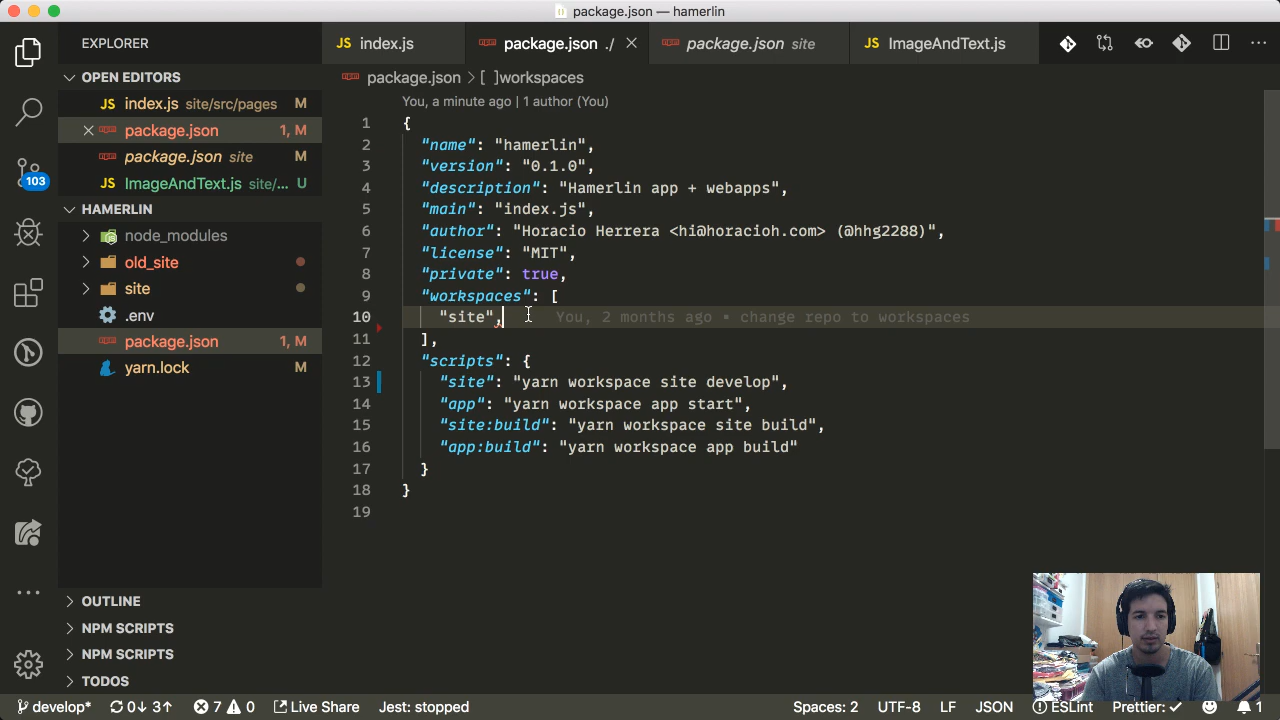 package.json — hamerlin
EXPLORER
OPEN EDITORS
JS index.js site/src/pages M
package.json 1, M
package.json site M
JS ImageAndText.js site/... U
HAMERLIN
node_modules
old_site
site
.env
package.json 1, M
yarn.lock M
OUTLINE
NPM SCRIPTS
NPM SCRIPTS
TODOS
103
JS index.js
package.json ./
package.json site
JS ImageAndText.js
package.json > [ ]workspaces
You, a minute ago | 1 author (You)
1 {
2 "name": "hamerlin",
3 "version": "0.1.0",
4 "description": "Hamerlin app + webapps",
5 "main": "index.js",
6 "author": "Horacio Herrera <hi@horacioh.com> (@hhg2288)",
7 "license": "MIT",
8 "private": true,
9 "workspaces": [
10 "site", You, 2 months ago • change repo to workspaces
11 ],
12 "scripts": {
13 "site": "yarn workspace site develop",
14 "app": "yarn workspace app start",
15 "site:build": "yarn workspace site build",
16 "app:build": "yarn workspace app build"
17 }
18 }
19
develop* 0↓ 3↑ 7 0 Live Share Jest: stopped Spaces: 2 UTF-8 LF JSON ESLint Prettier: ✓ 1